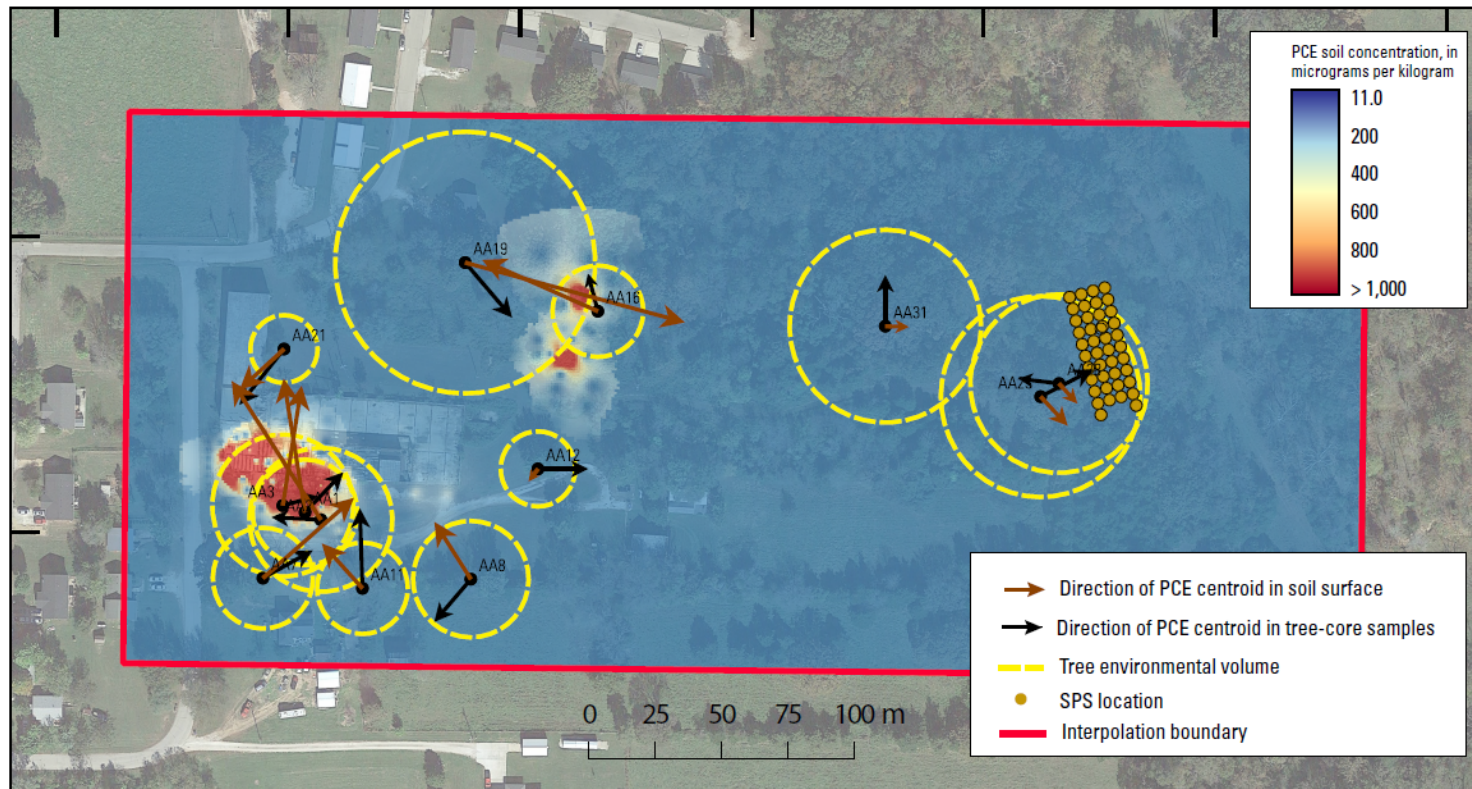 PCE soil concentration, in
micrograms per kilogram
11.0
200
400
600
800
> 1,000
AA19
AA16
AA31
AA21
AA12
AA3
AA7
AA11
AA8
Direction of PCE centroid in soil surface
Direction of PCE centroid in tree-core samples
Tree environmental volume
SPS location
Interpolation boundary
0 25 50 75 100 m